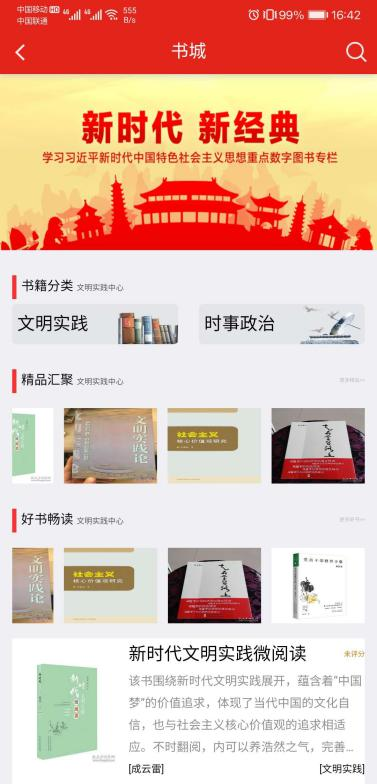 中国移动 HD 4G 4G 555 B/s 99% 16:42
中国联通
书城
新时代 新经典
学习习近平新时代中国特色社会主义思想重点数字图书专栏
书籍分类 文明实践中心
文明实践
时事政治
精品汇聚 文明实践中心
文明实践论
社会主义
核心价值观研究
好书畅读 文明实践中心
文明实践论
社会主义
核心价值观研究
新时代文明实践微阅读
未评分
新时代
该书围绕新时代文明实践展开，蕴含着“中国
梦”的价值追求，体现了当代中国的文化自
信，也与社会主义核心价值观的追求相适
应。不时翻阅，内可以养浩然之气，完善...
[成云雷]
[文明实践]